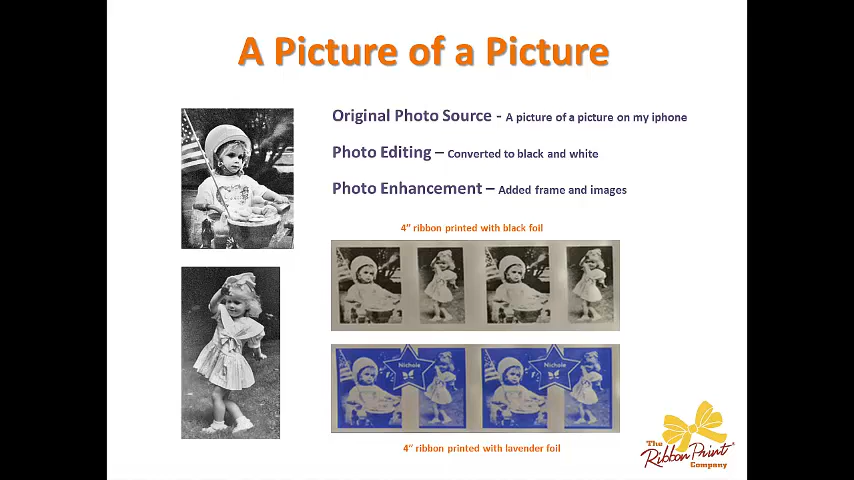 A Picture of a Picture
Original Photo Source - A picture of a picture on my iphone
Photo Editing – Converted to black and white
Photo Enhancement – Added frame and images
4” ribbon printed with black foil
Nichole Nichole
4” ribbon printed with lavender foil
The
Ribbon Print
Company